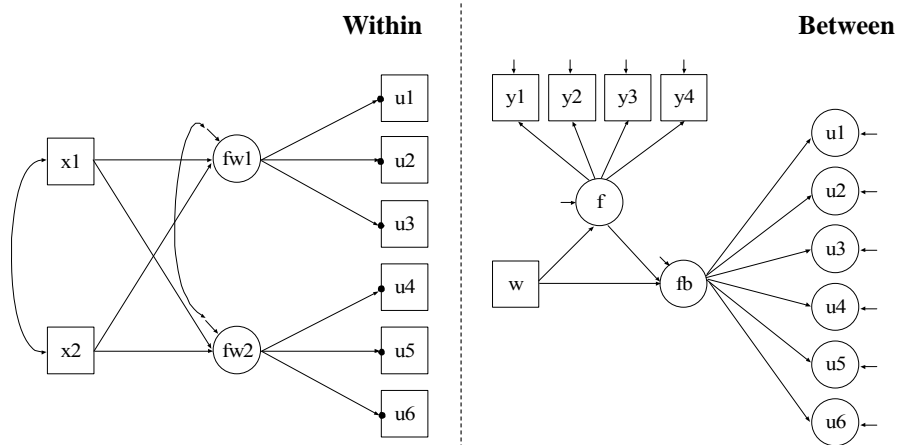 Within
x1
x2
fw1
fw2
u1
u2
u3
u4
u5
u6
Between
y1 y2 y3 y4
f
w
fb
u1
u2
u3
u4
u5
u6